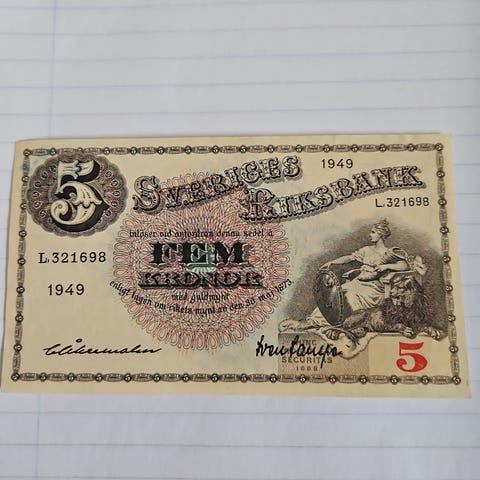 5
SVERIGES
1949
RIKSBANK
L.321698
inlöser vid anfordran denna sedel å
L.321698
FEM
KRONOR
1949
med guldmynt
enligt lagen om rikets mynt av den 30 maj 1873.
HINC
SECURITAS
1668
5